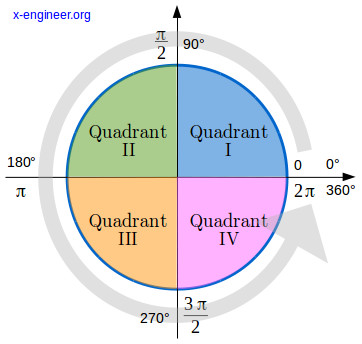 x-engineer.org
π/2 90°
Quadrant II
Quadrant I
180° π
0 0°
2π 360°
Quadrant III
Quadrant IV
270° 3π/2